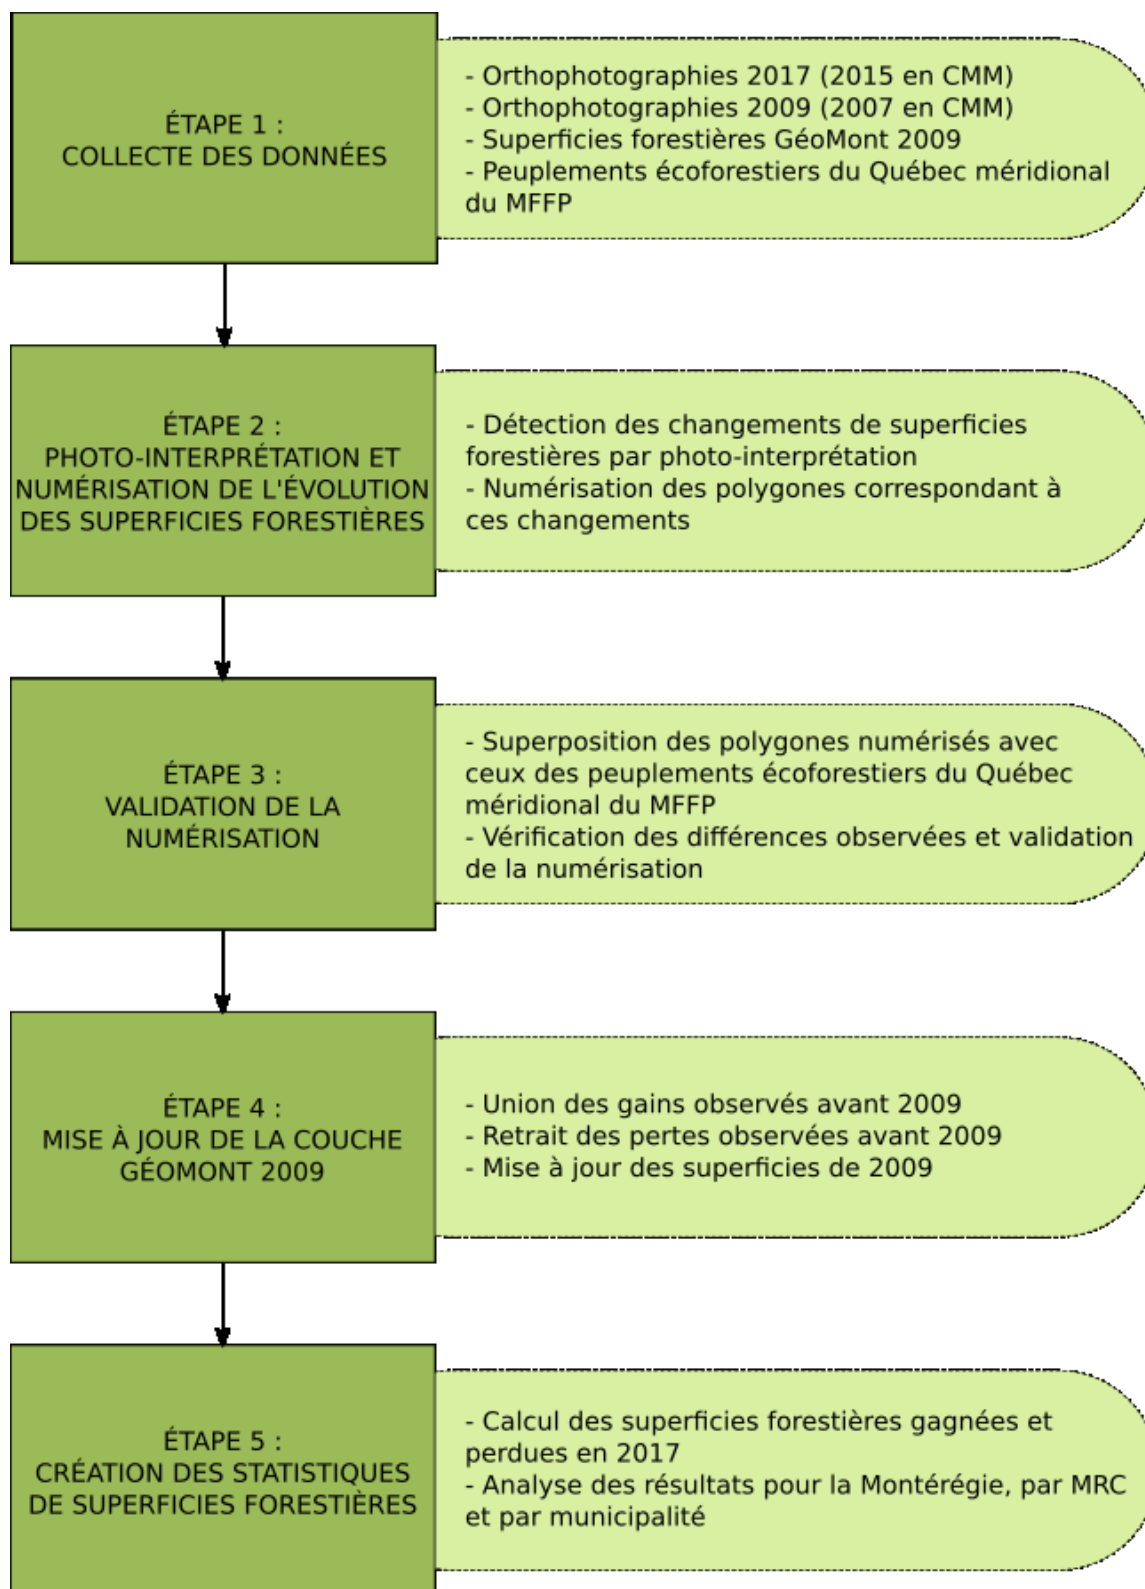 ÉTAPE 1 :
COLLECTE DES DONNÉES
- Orthophotographies 2017 (2015 en CMM)
- Orthophotographies 2009 (2007 en CMM)
- Superficies forestières GéoMont 2009
- Peuplements écoforestiers du Québec méridional
du MFFP
ÉTAPE 2 :
PHOTO-INTERPRÉTATION ET
NUMÉRISATION DE L'ÉVOLUTION
DES SUPERFICIES FORESTIÈRES
- Détection des changements de superficies
forestières par photo-interprétation
- Numérisation des polygones correspondant à
ces changements
ÉTAPE 3 :
VALIDATION DE LA
NUMÉRISATION
- Superposition des polygones numérisés avec
ceux des peuplements écoforestiers du Québec
méridional du MFFP
- Vérification des différences observées et validation
de la numérisation
ÉTAPE 4 :
MISE À JOUR DE LA COUCHE
GÉOMONT 2009
- Union des gains observés avant 2009
- Retrait des pertes observées avant 2009
- Mise à jour des superficies de 2009
ÉTAPE 5 :
CRÉATION DES STATISTIQUES
DE SUPERFICIES FORESTIÈRES
- Calcul des superficies forestières gagnées et
perdues en 2017
- Analyse des résultats pour la Montérégie, par MRC
et par municipalité